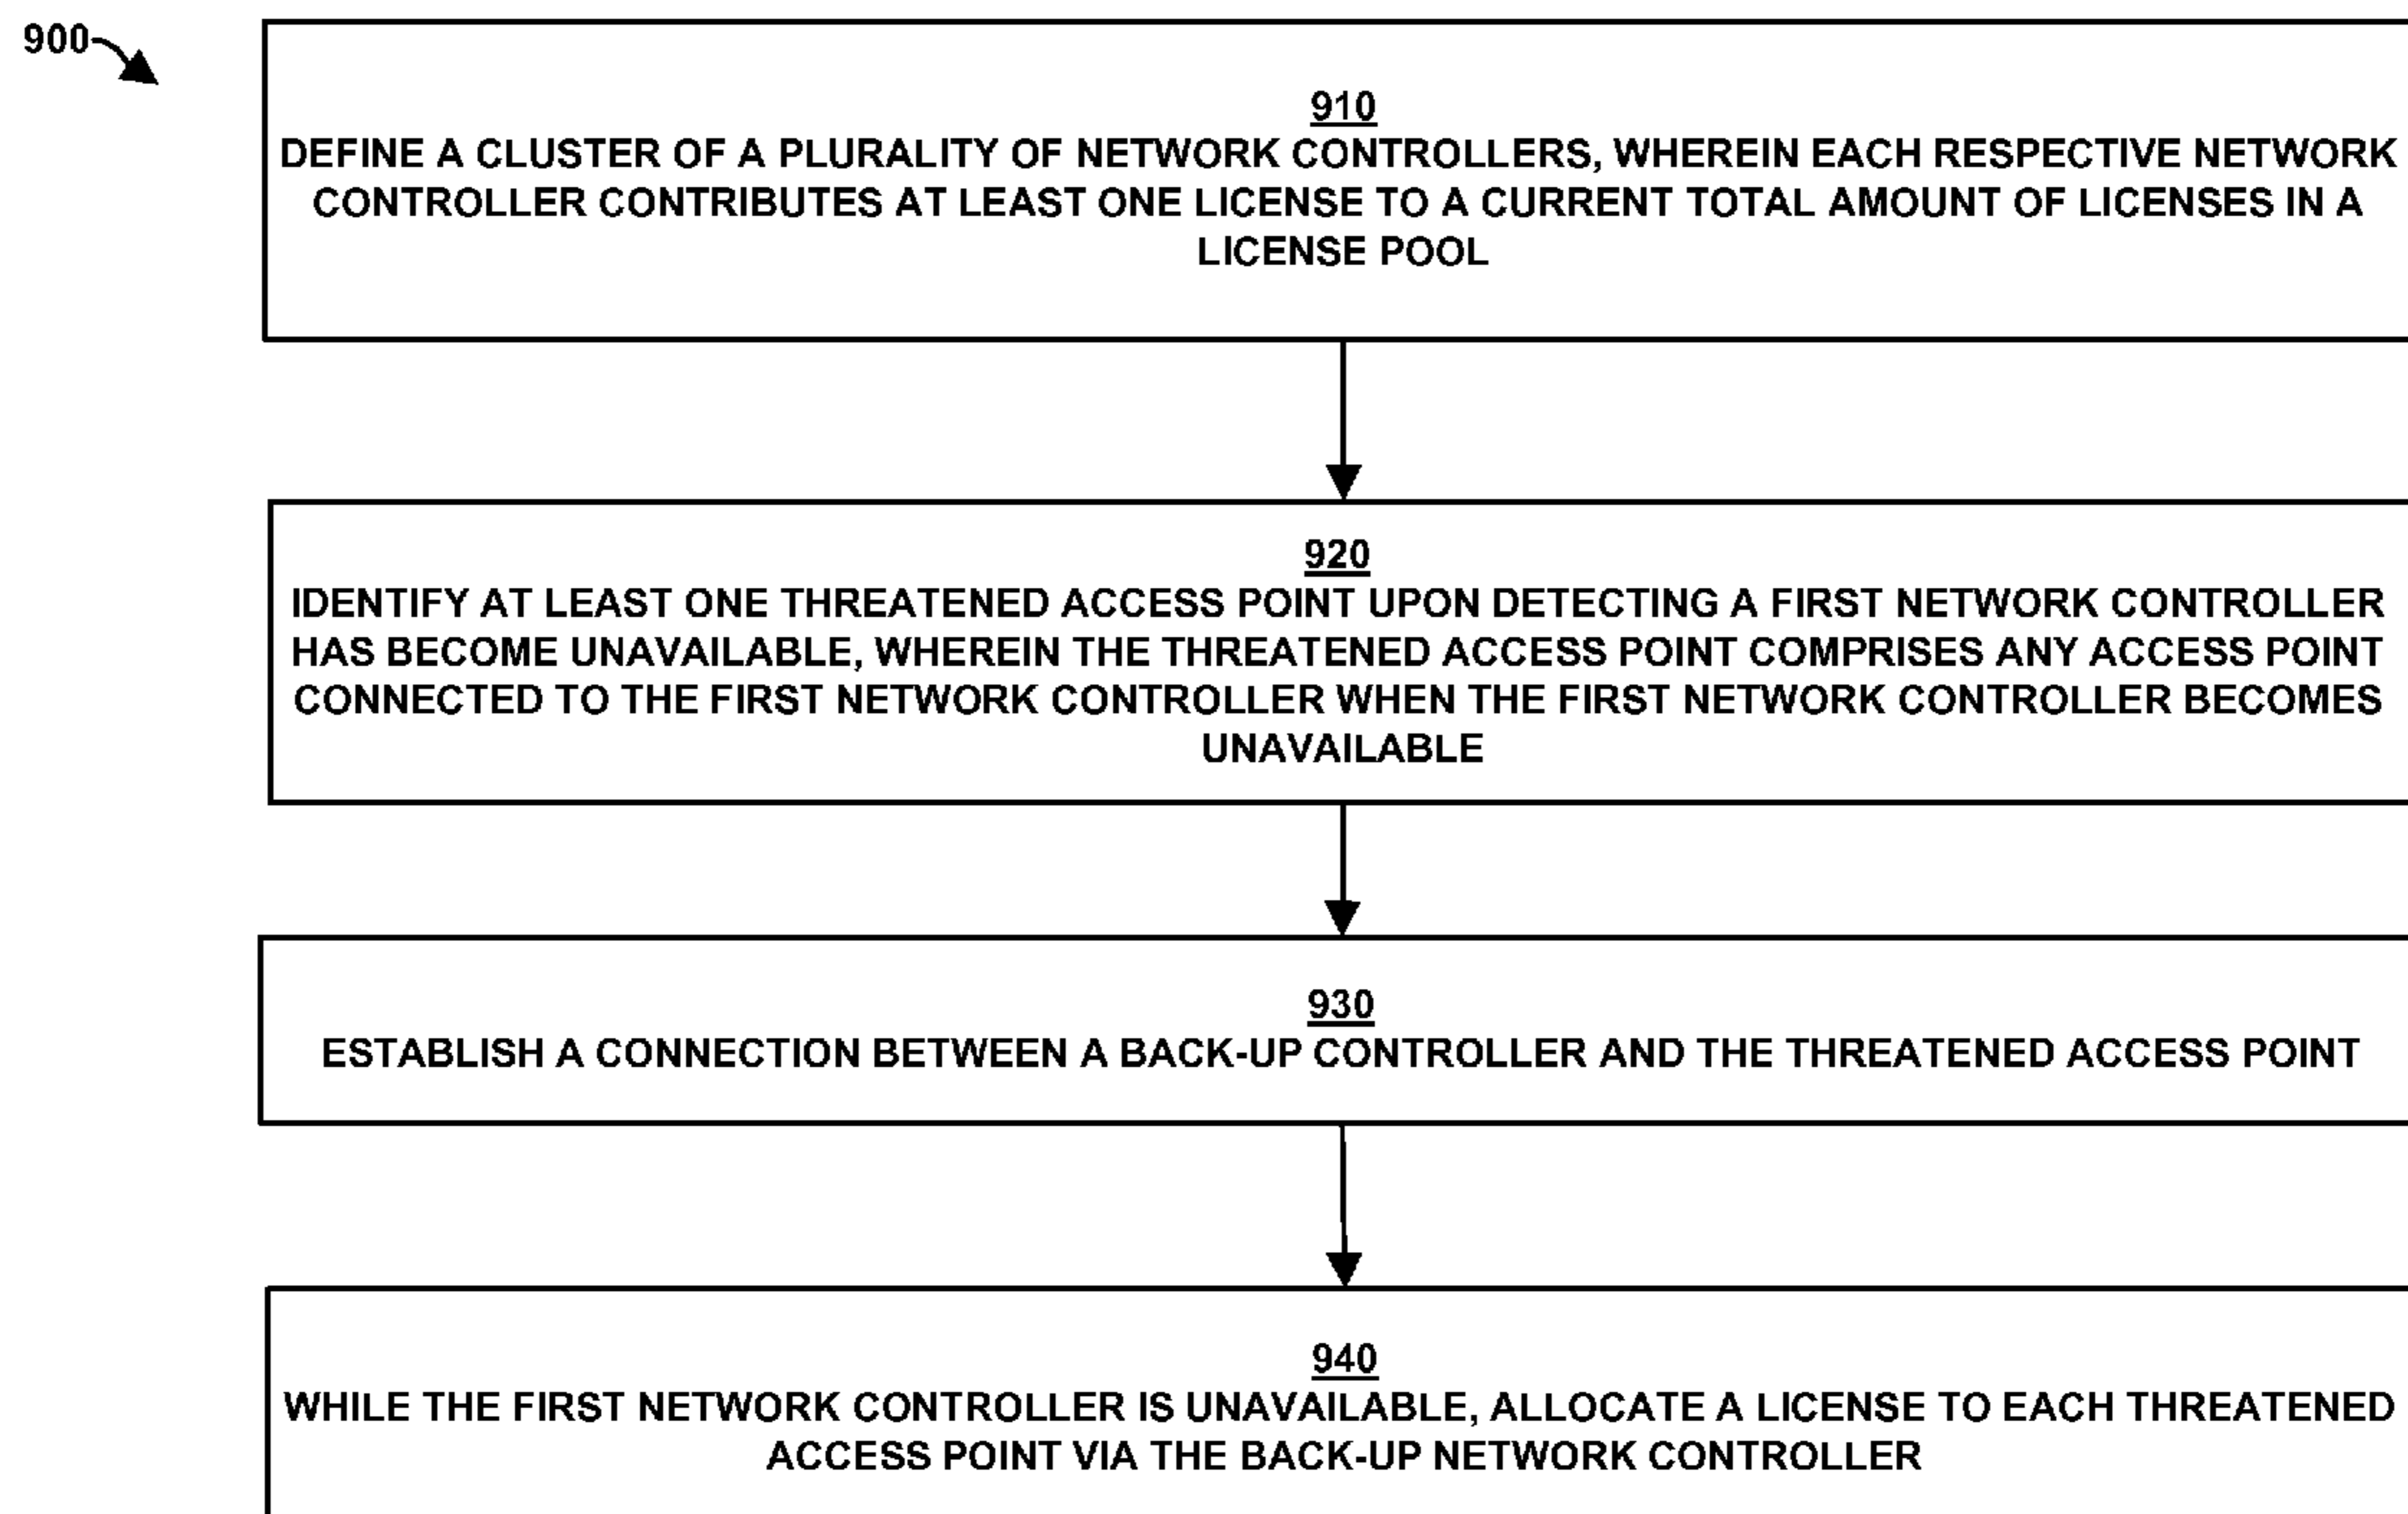 900
910
DEFINE A CLUSTER OF A PLURALITY OF NETWORK CONTROLLERS, WHEREIN EACH RESPECTIVE NETWORK
CONTROLLER CONTRIBUTES AT LEAST ONE LICENSE TO A CURRENT TOTAL AMOUNT OF LICENSES IN A
LICENSE POOL
920
IDENTIFY AT LEAST ONE THREATENED ACCESS POINT UPON DETECTING A FIRST NETWORK CONTROLLER
HAS BECOME UNAVAILABLE, WHEREIN THE THREATENED ACCESS POINT COMPRISES ANY ACCESS POINT
CONNECTED TO THE FIRST NETWORK CONTROLLER WHEN THE FIRST NETWORK CONTROLLER BECOMES
UNAVAILABLE
930
ESTABLISH A CONNECTION BETWEEN A BACK-UP CONTROLLER AND THE THREATENED ACCESS POINT
940
WHILE THE FIRST NETWORK CONTROLLER IS UNAVAILABLE, ALLOCATE A LICENSE TO EACH THREATENED
ACCESS POINT VIA THE BACK-UP NETWORK CONTROLLER